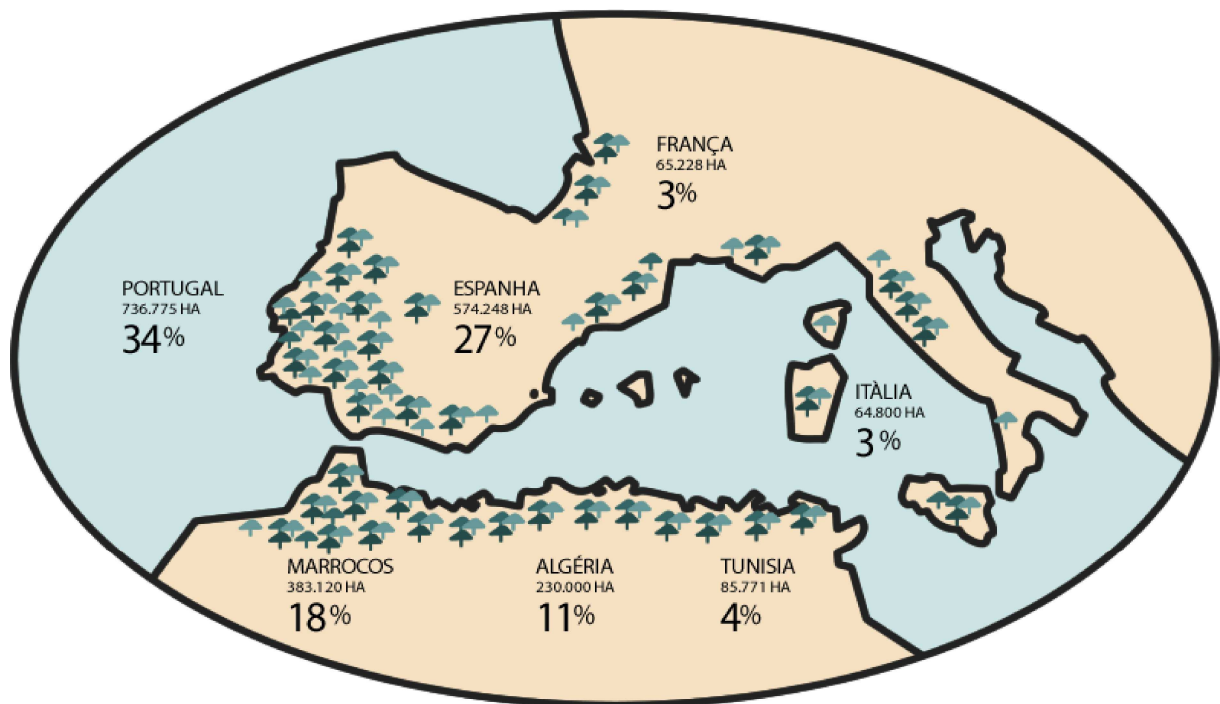 FRANÇA
65.228 HA
3%
PORTUGAL
736.775 HA
34%
ESPANHA
574.248 HA
27%
ITÀLIA
64.800 HA
3%
MARROCOS
383.120 HA
18%
ALGÉRIA
230.000 HA
11%
TUNISIA
85.771 HA
4%